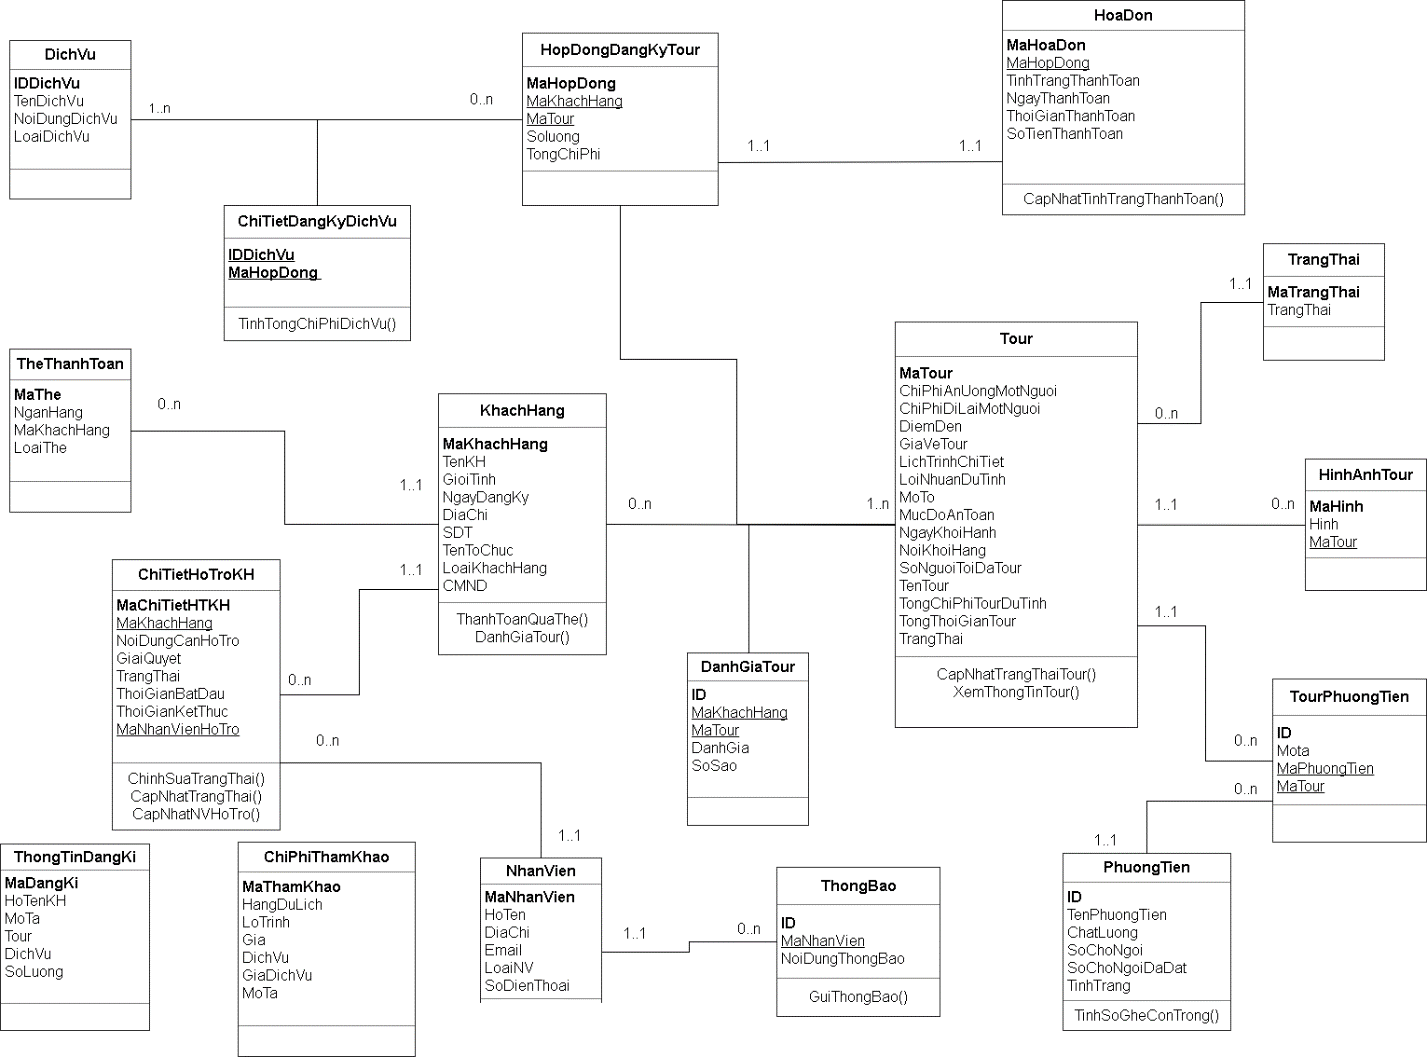 DichVu
IDDichVu
TenDichVu
NoiDungDichVu
LoaiDichVu
1..n
0..n
HopDongDangKyTour
MaHopDong
MaKhachHang
MaTour
Soluong
TongChiPhi
1..1
1..1
HoaDon
MaHoaDon
MaHopDong
TinhTrangThanhToan
NgayThanhToan
ThoiGianThanhToan
SoTienThanhToan
CapNhatTinhTrangThanhToan()
ChiTietDangKyDichVu
IDDichVu
MaHopDong
TinhTongChiPhiDichVu()
TrangThai
MaTrangThai
TrangThai
1..1
0..n
TheThanhToan
MaThe
NganHang
MaKhachHang
LoaiThe
0..n
1..1
KhachHang
MaKhachHang
TenKH
GioiTinh
NgayDangKy
DiaChi
SDT
TenToChuc
LoaiKhachHang
CMND
ThanhToanQuaThe()
DanhGiaTour()
0..n
1..n
Tour
MaTour
ChiPhiAnUongMotNguoi
ChiPhiDiLaiMotNguoi
DiemDen
GiaVeTour
LichTrinhChiTiet
LoiNhuanDuTinh
MoTo
MucDoAnToan
NgayKhoiHanh
NoiKhoiHang
SoNguoiToiDaTour
TenTour
TongChiPhiTourDuTinh
TongThoiGianTour
TrangThai
CapNhatTrangThaiTour()
XemThongTinTour()
1..1
0..n
HinhAnhTour
MaHinh
Hinh
MaTour
ChiTietHoTroKH
MaChiTietHTKH
MaKhachHang
NoiDungCanHoTro
GiaiQuyet
TrangThai
ThoiGianBatDau
ThoiGianKetThuc
MaNhanVienHoTro
ChinhSuaTrangThai()
CapNhatTrangThai()
CapNhatNVHoTro()
1..1
0..n
0..n
1..1
DanhGiaTour
ID
MaKhachHang
MaTour
DanhGia
SoSao
1..1
0..n
0..n
1..1
TourPhuongTien
ID
Mota
MaPhuongTien
MaTour
ThongTinDangKi
MaDangKi
HoTenKH
MoTa
Tour
DichVu
SoLuong
ChiPhiThamKhao
MaThamKhao
HangDuLich
LoTrinh
Gia
DichVu
GiaDichVu
MoTa
NhanVien
MaNhanVien
HoTen
DiaChi
Email
LoaiNV
SoDienThoai
1..1
0..n
ThongBao
ID
MaNhanVien
NoiDungThongBao
GuiThongBao()
PhuongTien
ID
TenPhuongTien
ChatLuong
SoChoNgoi
SoChoNgoiDaDat
TinhTrang
TinhSoGheConTrong()